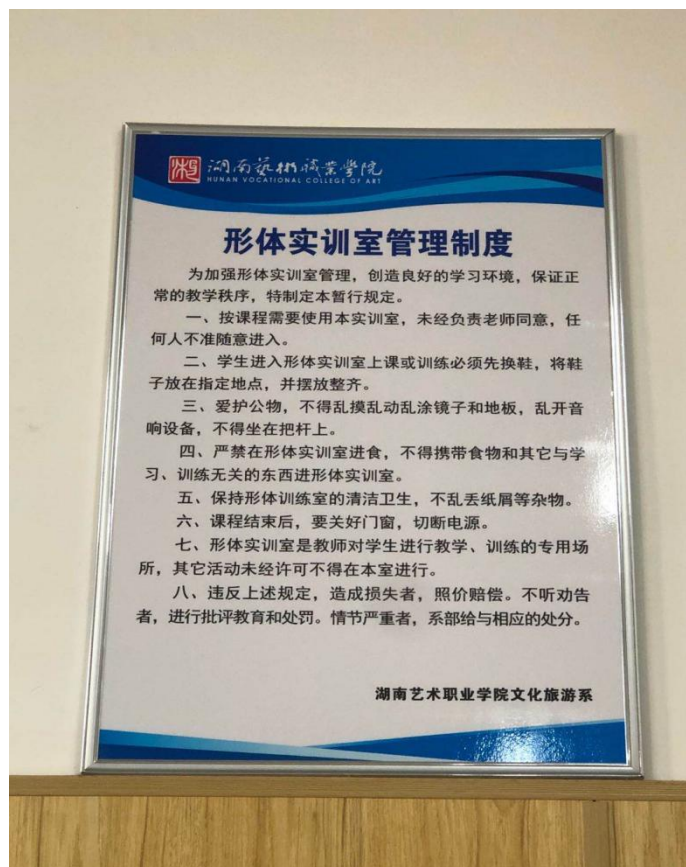 湘
湖南艺术职业学院
HUNAN VOCATIONAL COLLEGE OF ART
形体实训室管理制度
为加强形体实训室管理，创造良好的学习环境，保证正
常的教学秩序，特制定本暂行规定。
一、按课程需要使用本实训室，未经负责老师同意，任
何人不准随意进入。
二、学生进入形体实训室上课或训练必须先换鞋，将鞋
子放在指定地点，并摆放整齐。
三、爱护公物，不得乱摸乱动乱涂镜子和地板，乱开音
响设备，不得坐在把杆上。
四、严禁在形体实训室进食，不得携带食物和其它与学
习、训练无关的东西进形体实训室。
五、保持形体训练室的清洁卫生，不乱丢纸屑等杂物。
六、课程结束后，要关好门窗，切断电源。
七、形体实训室是教师对学生进行教学、训练的专用场
所，其它活动未经许可不得在本室进行。
八、违反上述规定，造成损失者，照价赔偿。不听劝告
者，进行批评教育和处罚。情节严重者，系部给与相应的处分。
湖南艺术职业学院文化旅游系